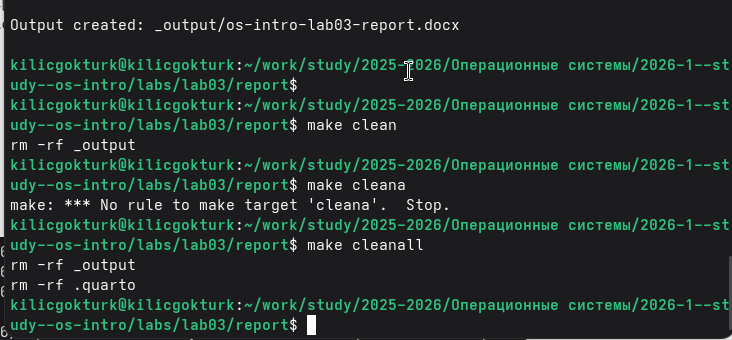 Output created: _output/os-intro-lab03-report.docx
kilicgokturk@kilicgokturk:~/work/study/2025-2026/Операционные системы/2026-1--st
udy--os-intro/labs/lab03/report$
kilicgokturk@kilicgokturk:~/work/study/2025-2026/Операционные системы/2026-1--st
udy--os-intro/labs/lab03/report$ make clean
rm -rf _output
kilicgokturk@kilicgokturk:~/work/study/2025-2026/Операционные системы/2026-1--st
udy--os-intro/labs/lab03/report$ make cleana
make: *** No rule to make target 'cleana'.  Stop.
kilicgokturk@kilicgokturk:~/work/study/2025-2026/Операционные системы/2026-1--st
udy--os-intro/labs/lab03/report$ make cleanall
rm -rf _output
rm -rf .quarto
kilicgokturk@kilicgokturk:~/work/study/2025-2026/Операционные системы/2026-1--st
udy--os-intro/labs/lab03/report$